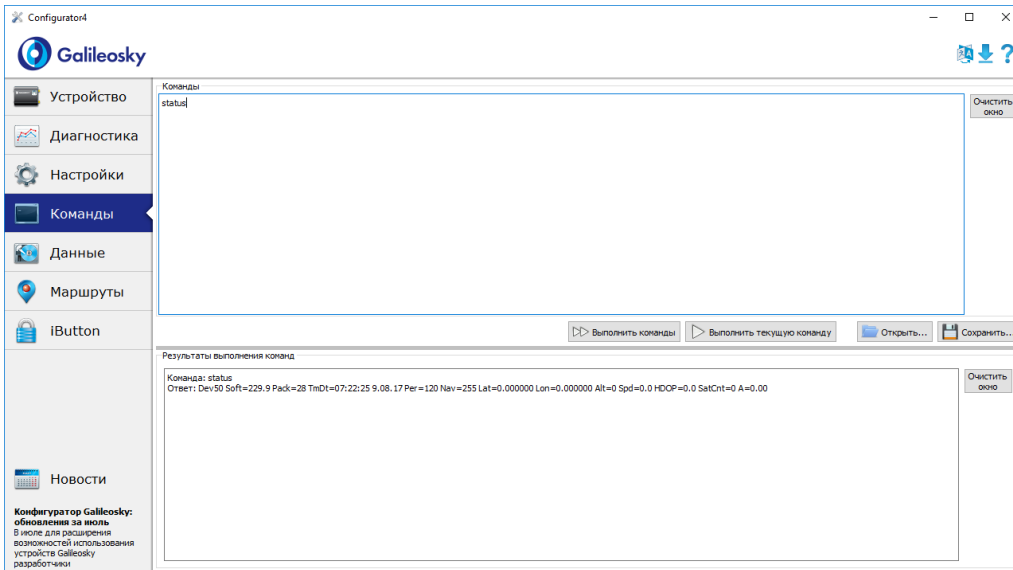 Configurator4
Galileosky
Устройство
Диагностика
Настройки
Команды
Данные
Маршруты
iButton
Новости
Конфигуратор Galileosky:
обновления за июль
В июле для расширения
возможностей использования
устройств Galileosky
разработчики
Команды
status
Очистить
окно
Выполнить команды
Выполнить текущую команду
Открыть...
Сохранить...
Результаты выполнения команд
Команда: status
Ответ: Dev50 Soft=229.9 Pack=28 TmDt=07:22:25 9.08.17 Per=120 Nav=255 Lat=0.000000 Lon=0.000000 Alt=0 Spd=0.0 HDOP=0.0 SatCnt=0 A=0.00
Очистить
окно